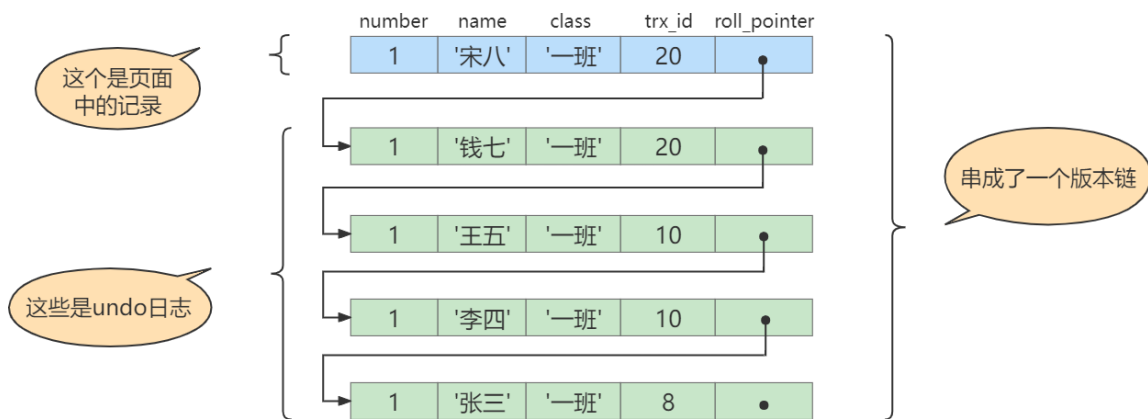 number name class trx_id roll_pointer
1 '宋八' '一班' 20
这个是页面
中的记录
1 '钱七' '一班' 20
串成了一个版本链
1 '王五' '一班' 10
这些是undo日志
1 '李四' '一班' 10
1 '张三' '一班' 8